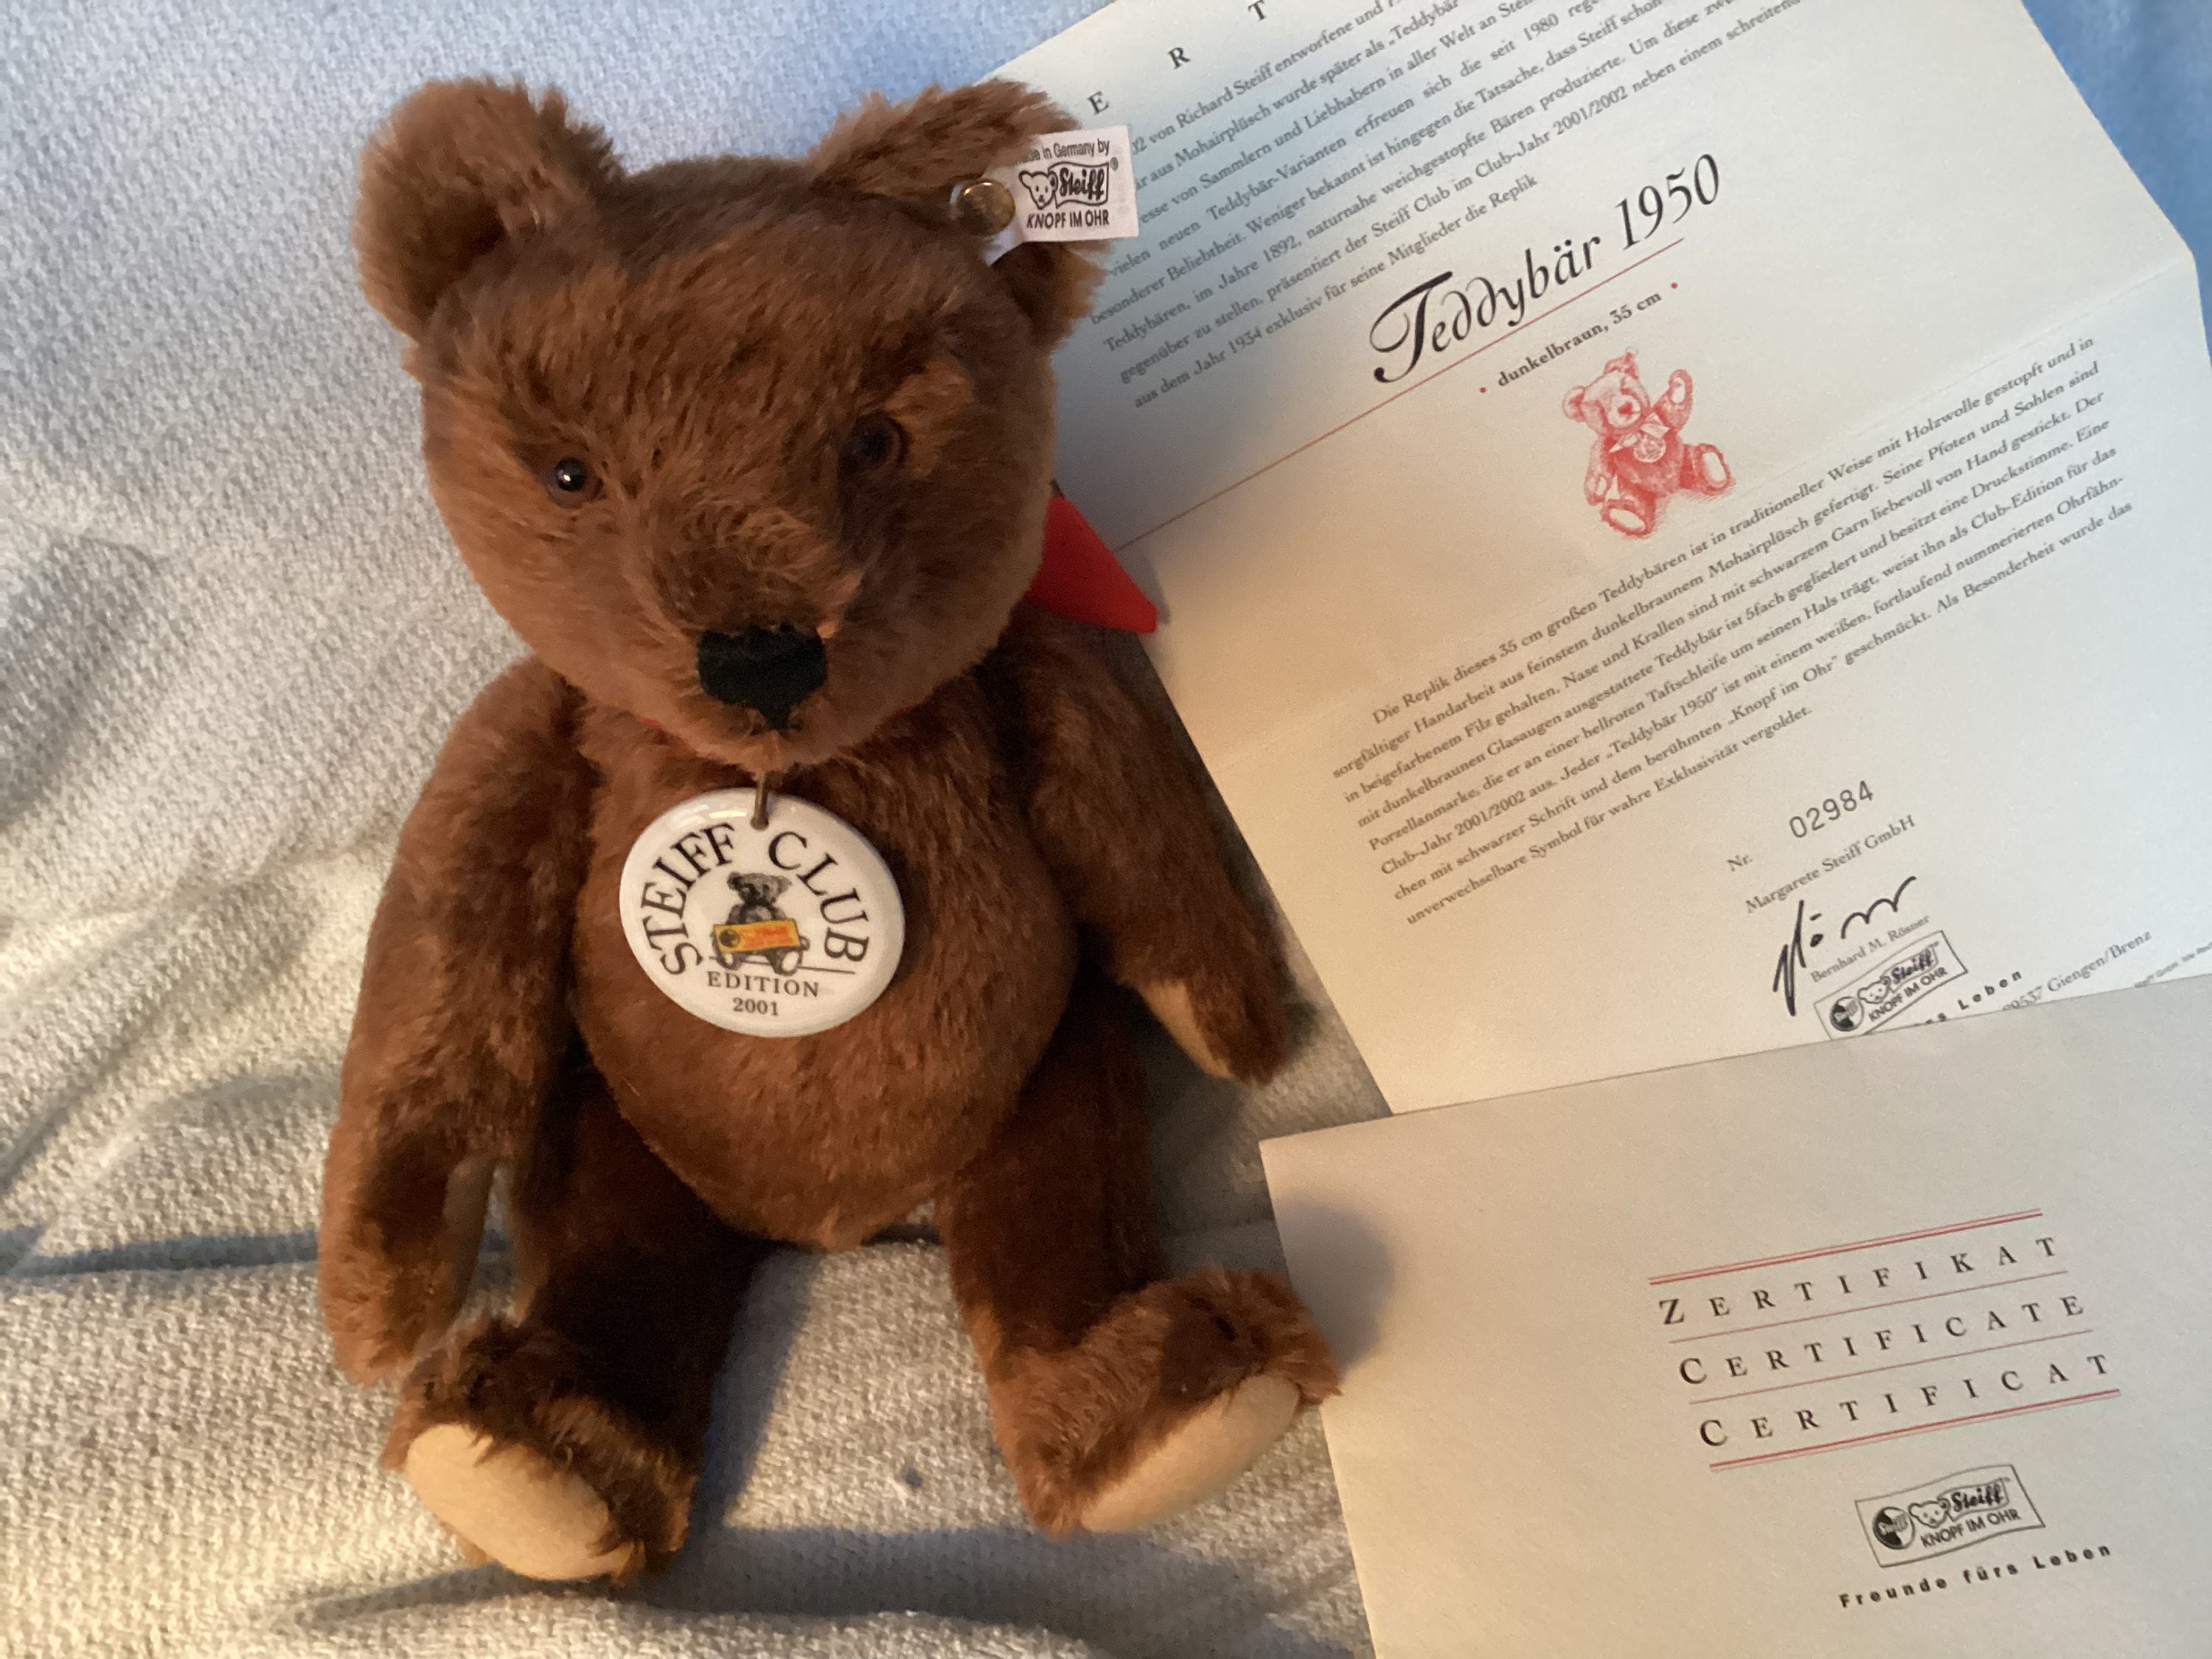 Made in Germany by
Steiff
KNOPF IM OHR
STEIFF CLUB
EDITION
2001
E R T
von Richard Steiff entworfene und
aus Mohairplüsch wurde später als „Teddybär
von Sammlern und Liebhabern in aller Welt an
vielen neuen Teddybär-Varianten erfreuen sich die seit 1980
besonderer Beliebtheit. Weniger bekannt ist hingegen die Tatsache, dass Steiff schon
Teddybären, im Jahre 1892, naturnahe weichgestopfte Bären produzierte. Um diese
gegenüber zu stellen, präsentiert der Steiff Club im Club-Jahr 2001/2002 neben einem schreitenden
aus dem Jahr 1934 exklusiv für seine Mitglieder die Replik
Teddybär 1950
• dunkelbraun, 35 cm •
Die Replik dieses 35 cm großen Teddybären ist in traditioneller Weise mit Holzwolle gestopft und in
sorgfältiger Handarbeit aus feinstem dunkelbraunem Mohairplüsch gefertigt. Seine Pfoten und Sohlen sind
in beigefarbenem Filz gehalten, Nase und Krallen sind mit schwarzem Garn liebevoll von Hand gestickt. Der
mit dunkelbraunen Glasaugen ausgestattete Teddybär ist 5fach gegliedert und besitzt eine Druckstimme. Eine
Porzellanmarke, die er an einer hellroten Taftschleife um seinen Hals trägt, weist ihn als Club-Edition für das
Club-Jahr 2001/2002 aus. Jeder „Teddybär 1950“ ist mit einem weißen, fortlaufend nummerierten Ohrfähn-
chen mit schwarzer Schrift und dem berühmten „Knopf im Ohr“ geschmückt. Als Besonderheit wurde das
unverwechselbare Symbol für wahre Exklusivität vergoldet.
Nr. 02984
Margarete Steiff GmbH
Bernhard M. Rösner
Steiff
KNOPF IM OHR
Leben
89537 Giengen/Brenz
ZERTIFIKAT
CERTIFICATE
CERTIFICAT
Steiff
KNOPF IM OHR
Freunde fürs Leben